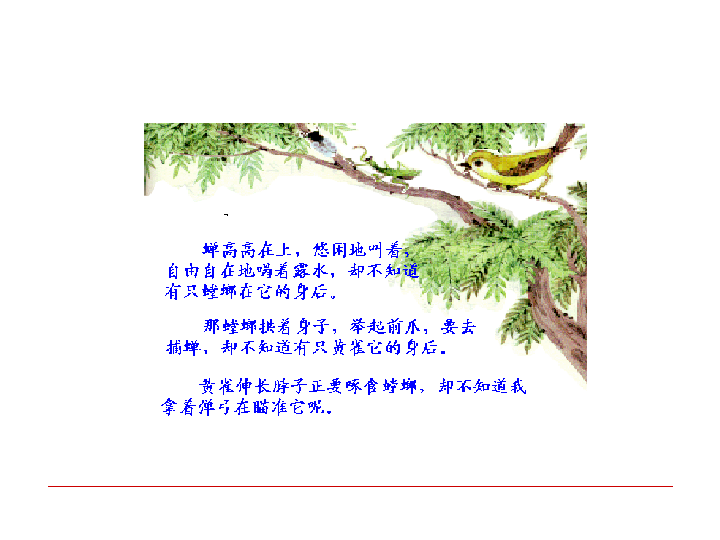 蝉高高在上，悠闲地叫着，
自由自在地喝着露水，却不知道
有只螳螂在它的身后。
那螳螂拱着身子，举起前爪，要去
捕蝉，却不知道有只黄雀它的身后。
黄雀伸长脖子正要啄食螳螂，却不知道我
拿着弹弓在瞄准它呢。